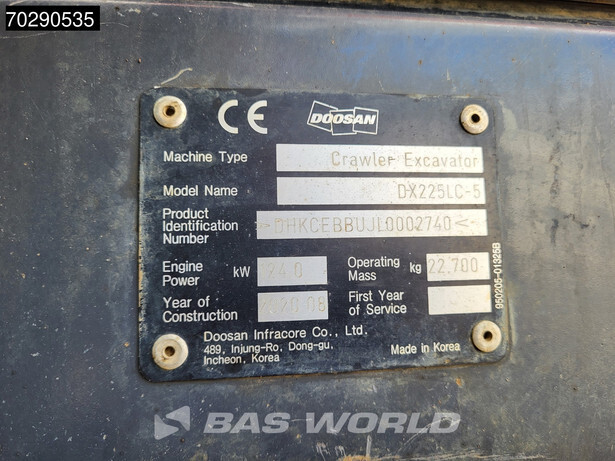 70290535
CE DOOSAN
Machine Type Crawler Excavator
Model Name DX225LC-5
Product
Identification DHKCEBBUJL0002740
Number
Engine Operating
Power kW Mass kg 22,700
Year of First Year
Construction of Service
Doosan Infracore Co., Ltd.
489, Injung-Ro, Dong-gu,
Incheon, Korea Made in Korea
950205-01325B
BAS WORLD